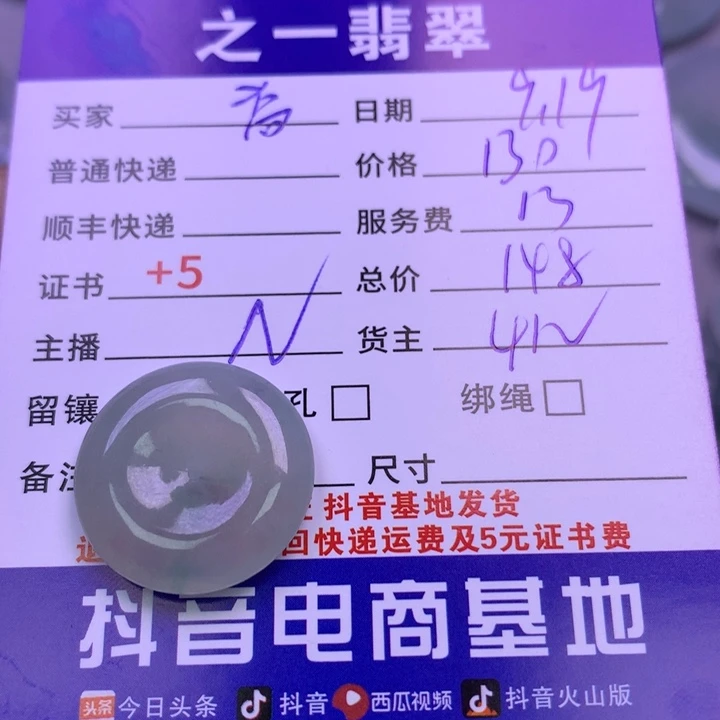 之一翡翠
买家 日期 9.19
普通快递 价格 130
顺丰快递 服务费 13
证书 +5 总价 148
主播 N 货主 412
留镶 孔 绑绳
备注 尺寸
抖音基地发货
回快递运费及5元证书费
抖音电商基地
头条 今日头条 抖音 西瓜视频 抖音火山版